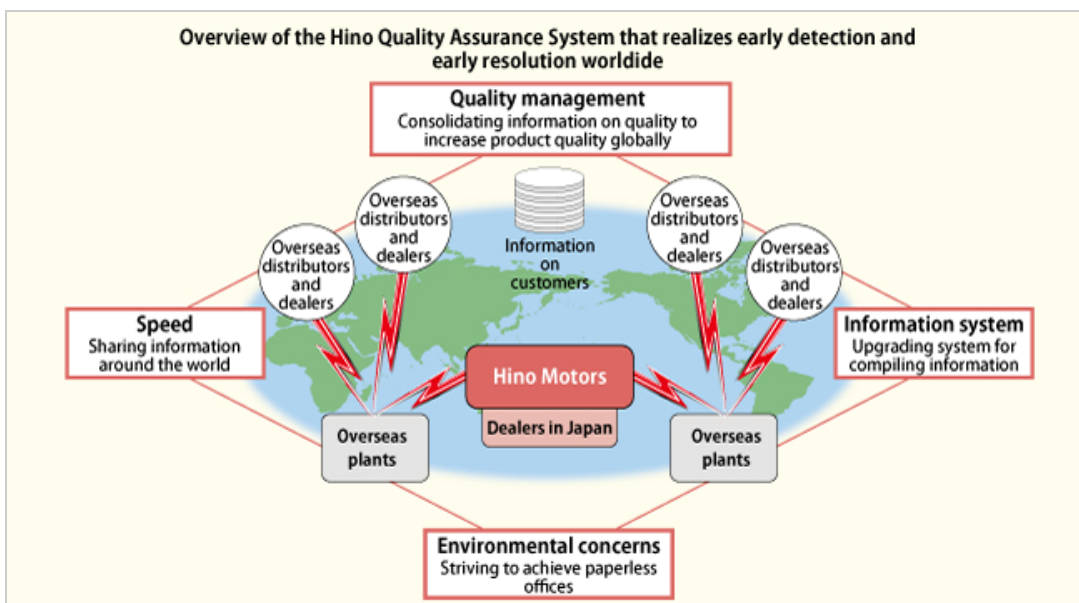 Overview of the Hino Quality Assurance System that realizes early detection and
early resolution worldide
Quality management
Consolidating information on quality to
increase product quality globally
Overseas
distributors
and
dealers
Overseas
distributors
and
dealers
Information
on
customers
Overseas
distributors
and
dealers
Overseas
distributors
and
dealers
Speed
Sharing information
around the world
Information system
Upgrading system for
compiling information
Hino Motors
Dealers in Japan
Overseas
plants
Overseas
plants
Environmental concerns
Striving to achieve paperless
offices